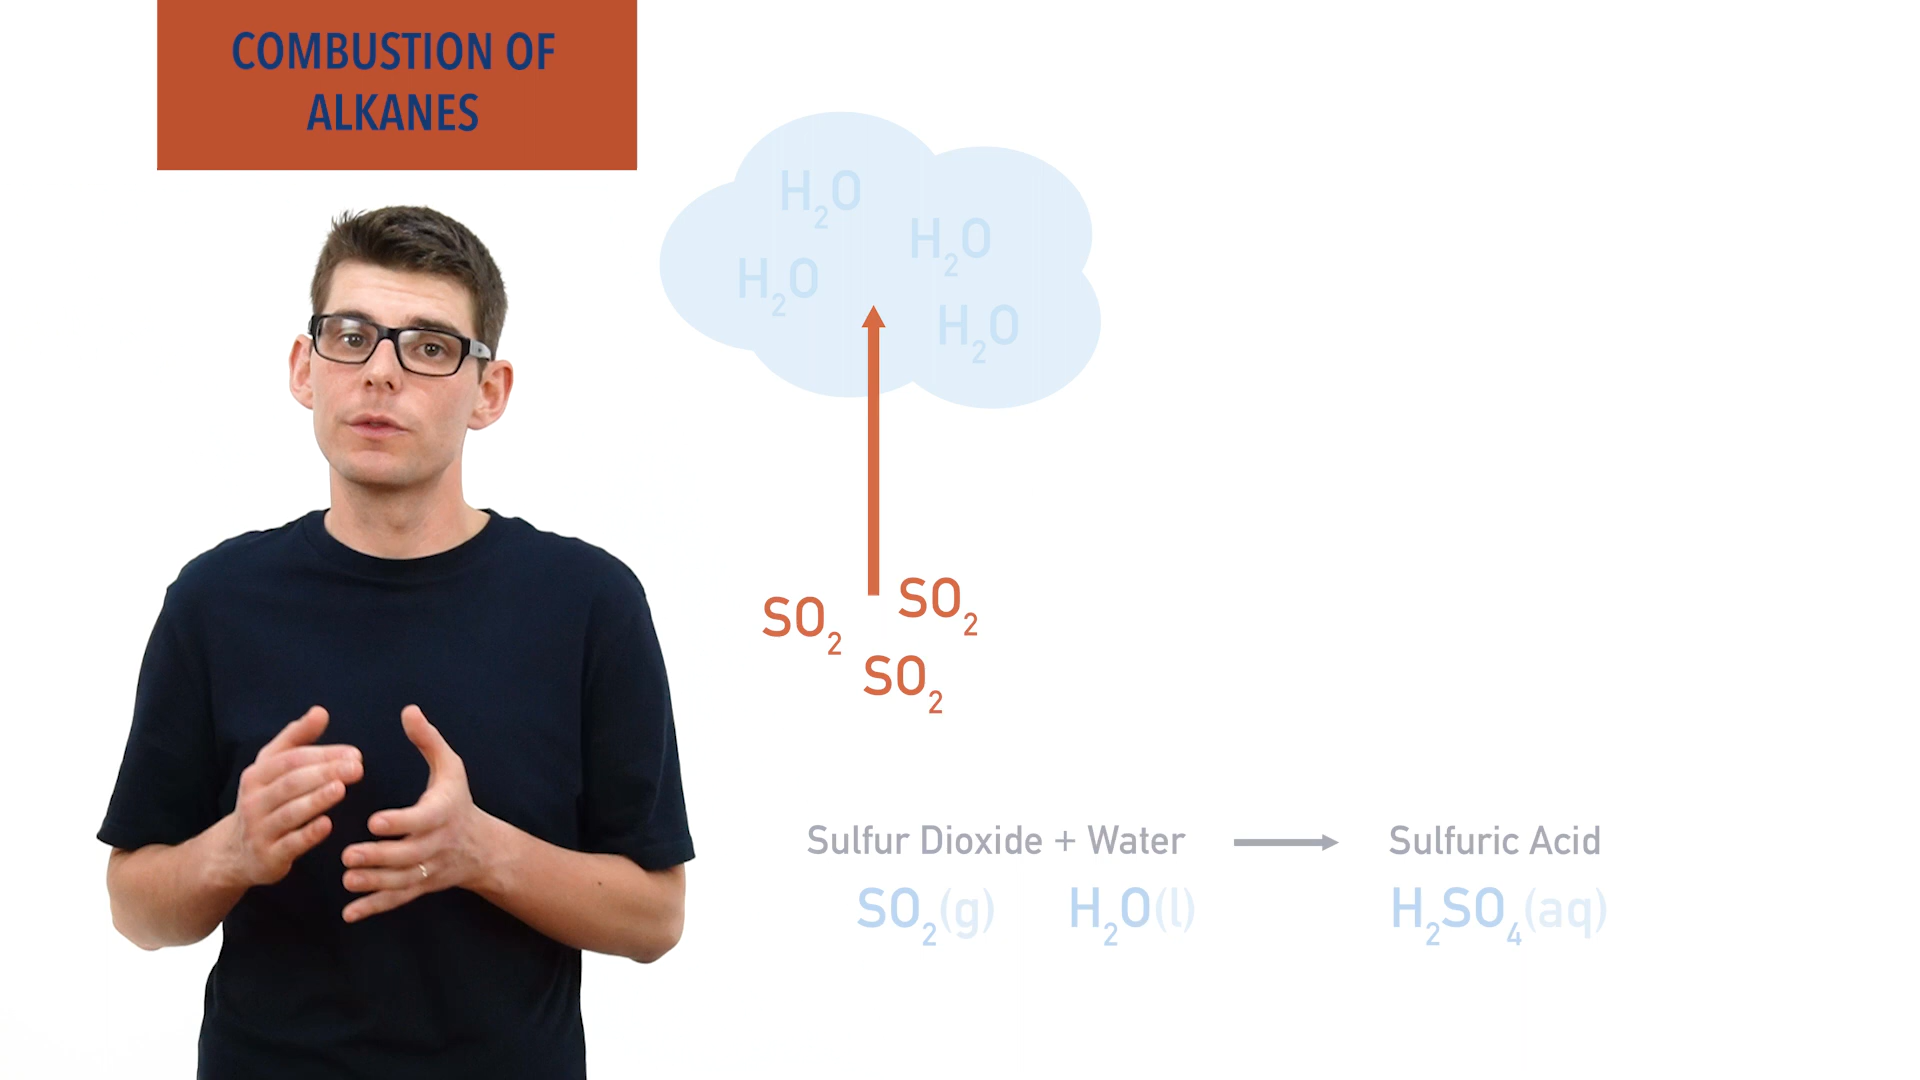 COMBUSTION OF
ALKANES
H₂O
H₂O
H₂O
H₂O
SO₂
SO₂
SO₂
Sulfur Dioxide + Water → Sulfuric Acid
SO₂(g) H₂O(l) H₂SO₄(aq)